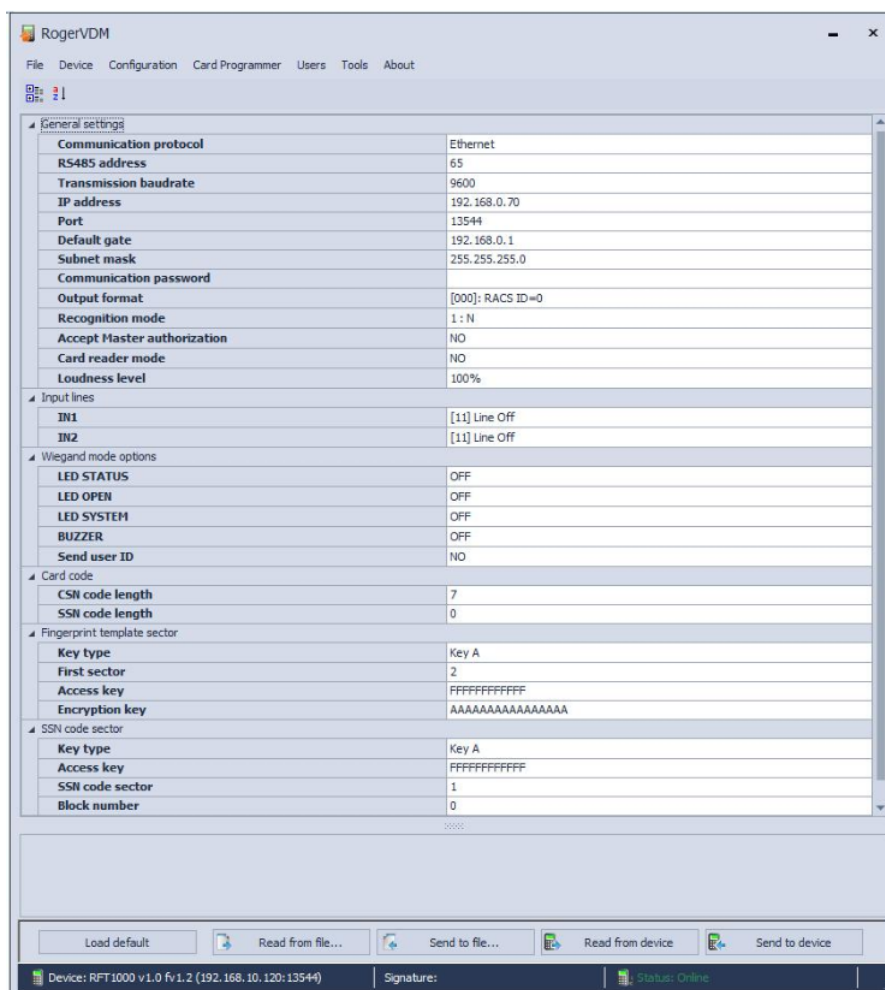 RogerVDM
File Device Configuration Card Programmer Users Tools About
General settings
Communication protocol Ethernet
RS485 address 65
Transmission baudrate 9600
IP address 192.168.0.70
Port 13544
Default gate 192.168.0.1
Subnet mask 255.255.255.0
Communication password
Output format [000]: RACS ID=0
Recognition mode 1 : N
Accept Master authorization NO
Card reader mode NO
Loudness level 100%
Input lines
IN1 [11] Line Off
IN2 [11] Line Off
Wiegand mode options
LED STATUS OFF
LED OPEN OFF
LED SYSTEM OFF
BUZZER OFF
Send user ID NO
Card code
CSN code length 7
SSN code length 0
Fingerprint template sector
Key type Key A
First sector 2
Access key FFFFFFFFFFFF
Encryption key AAAAAAAAAAAAAAAA
SSN code sector
Key type Key A
Access key FFFFFFFFFFFF
SSN code sector 1
Block number 0
Load default Read from file... Send to file... Read from device Send to device
Device: RFT1000 v1.0 fv1.2 (192.168.10.120:13544) Signature: Status: Online